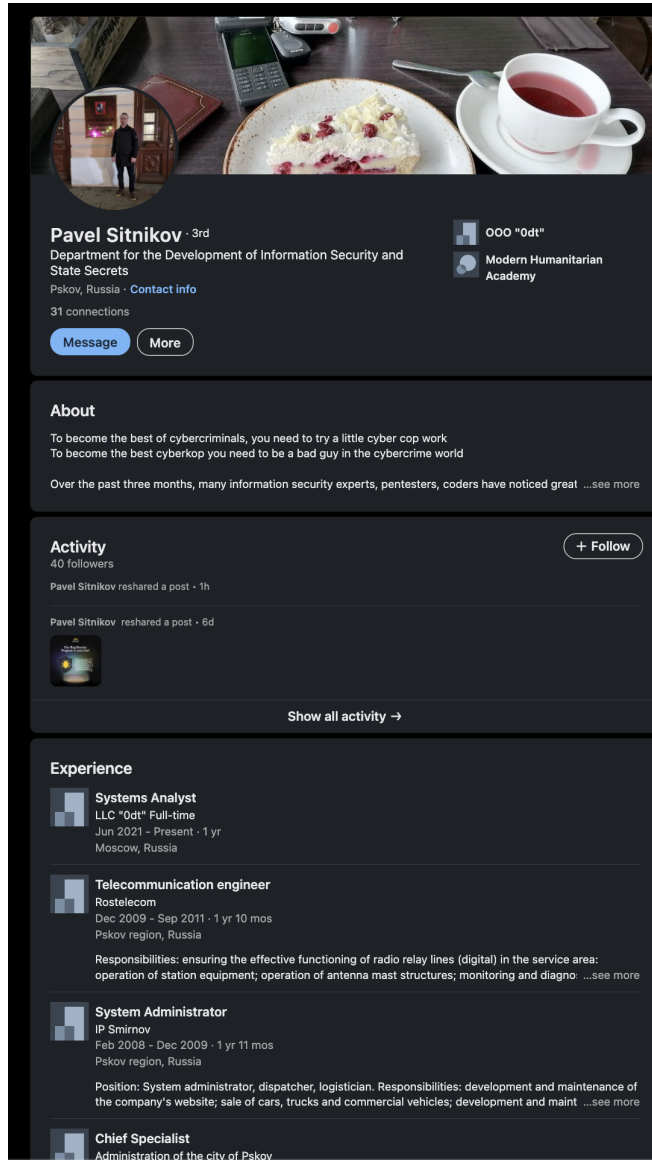 Pavel Sitnikov · 3rd
Department for the Development of Information Security and
State Secrets
Pskov, Russia · Contact info
31 connections
Message
More
OOO "0dt"
Modern Humanitarian
Academy
About
To become the best of cybercriminals, you need to try a little cyber cop work
To become the best cyberkop you need to be a bad guy in the cybercrime world
Over the past three months, many information security experts, pentesters, coders have noticed great ...see more
Activity
40 followers
+ Follow
Pavel Sitnikov reshared a post • 1h
Pavel Sitnikov reshared a post • 6d
Show all activity →
Experience
Systems Analyst
LLC "0dt" Full-time
Jun 2021 - Present · 1 yr
Moscow, Russia
Telecommunication engineer
Rostelecom
Dec 2009 - Sep 2011 · 1 yr 10 mos
Pskov region, Russia
Responsibilities: ensuring the effective functioning of radio relay lines (digital) in the service area:
operation of station equipment; operation of antenna mast structures; monitoring and diagno ...see more
System Administrator
IP Smirnov
Feb 2008 - Dec 2009 · 1 yr 11 mos
Pskov region, Russia
Position: System administrator, dispatcher, logistician. Responsibilities: development and maintenance of
the company's website; sale of cars, trucks and commercial vehicles; development and maint ...see more
Chief Specialist
Administration of the city of Pskov